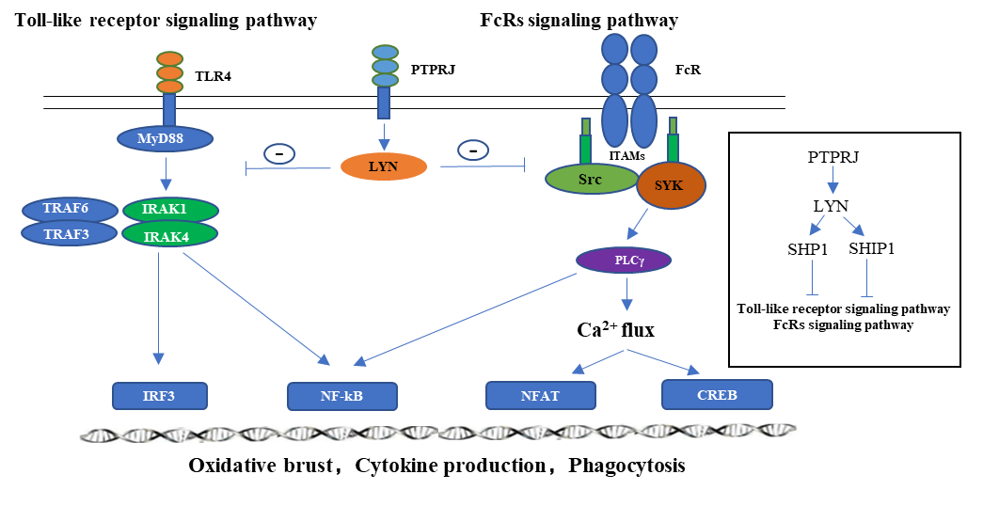 Toll-like receptor signaling pathway
FcRs signaling pathway
TLR4
PTPRJ
FcR
MyD88
ITAMs
-
-
LYN
Src
SYK
TRAF6
IRAK1
TRAF3
IRAK4
PLCγ
Ca2+ flux
IRF3
NF-kB
NFAT
CREB
Oxidative brust，Cytokine production，Phagocytosis
PTPRJ
LYN
SHP1
SHIP1
Toll-like receptor signaling pathway
FcRs signaling pathway